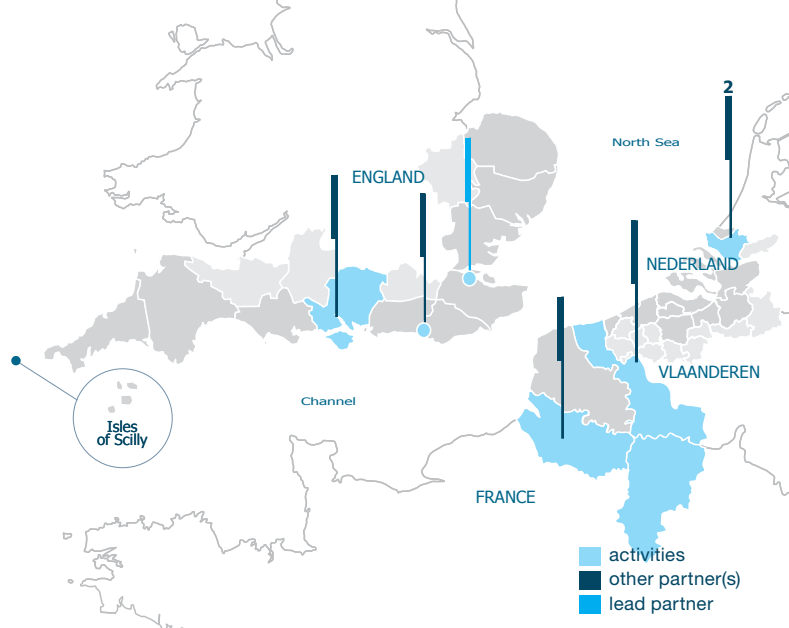 2
North Sea
ENGLAND
NEDERLAND
VLAANDEREN
Channel
Isles
of Scilly
FRANCE
activities
other partner(s)
lead partner